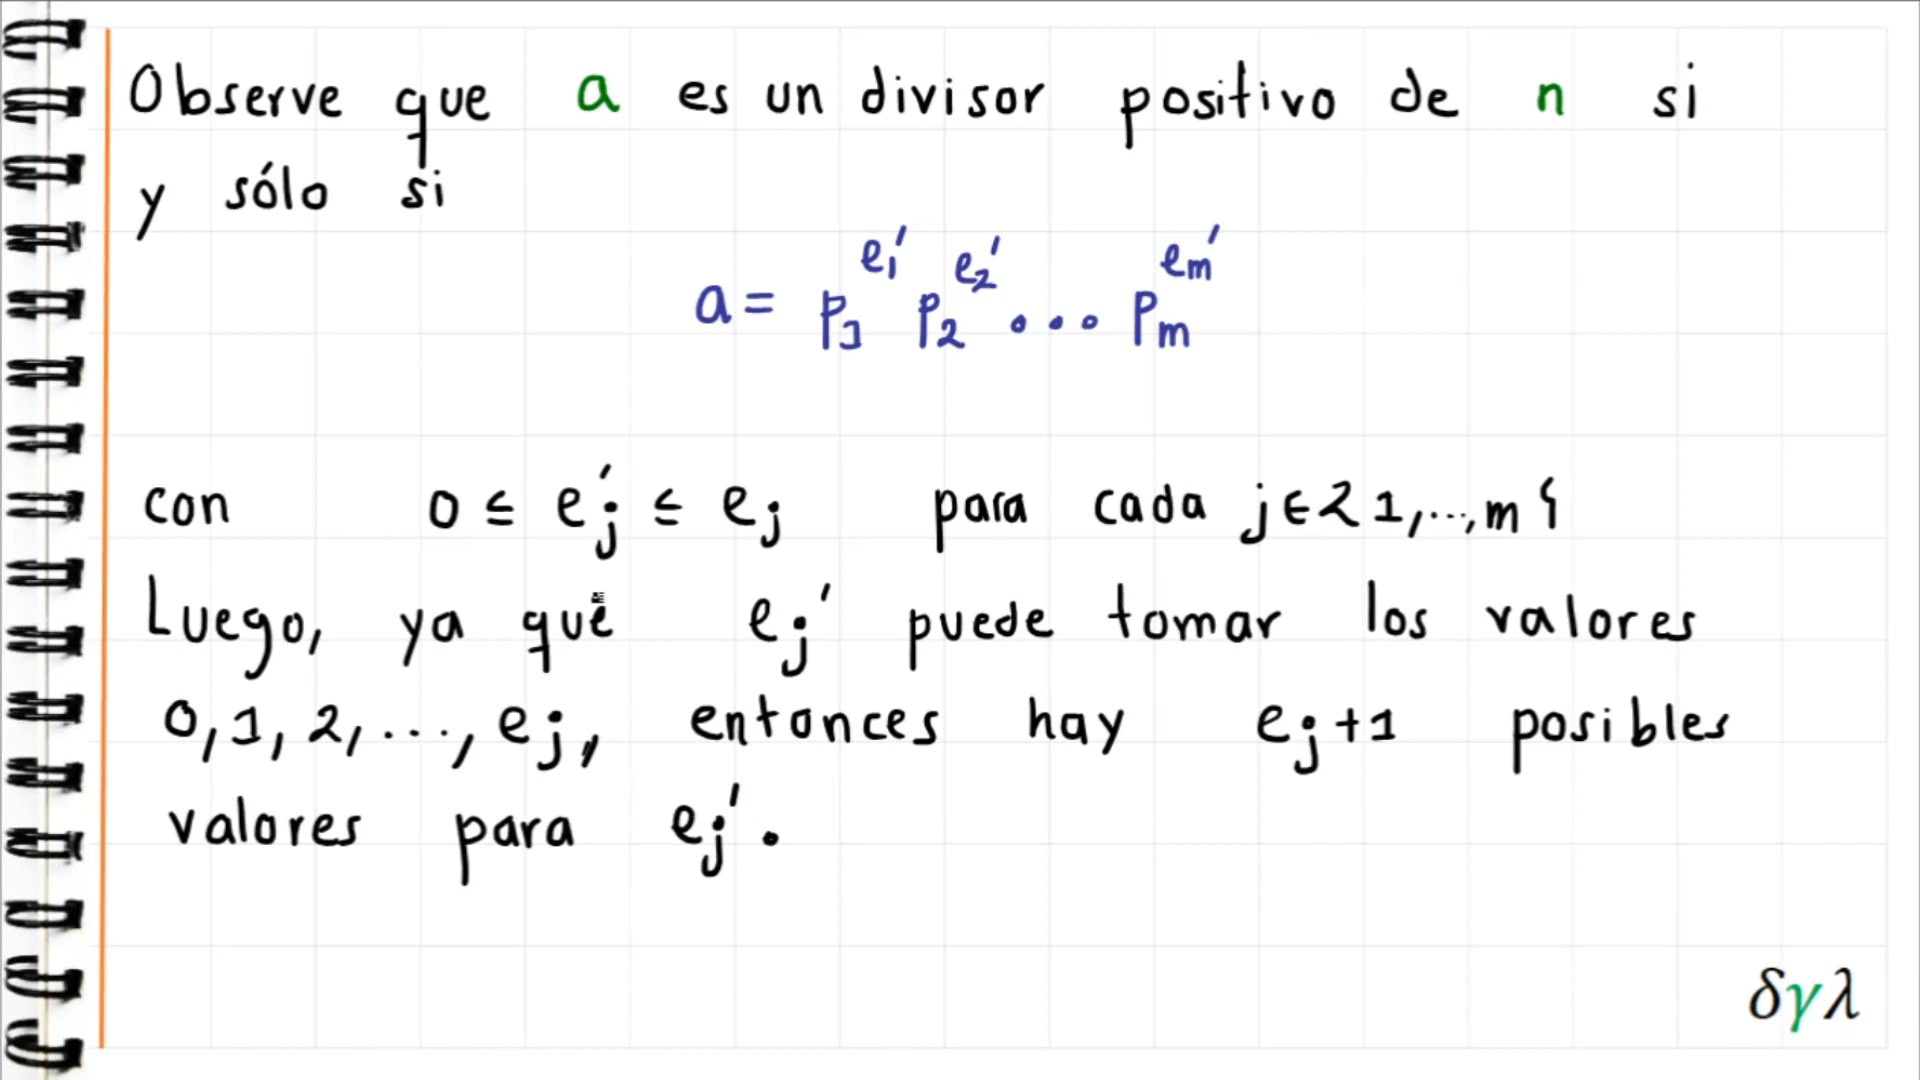 Observe que a es un divisor positivo de n si
y sólo si
a = p₁^{e₁'} p₂^{e₂'} ... pₘ^{eₘ'}
con 0 ≤ eⱼ' ≤ eⱼ para cada j ∈ {1,...,m}
Luego, ya que eⱼ' puede tomar los valores
0, 1, 2, ..., eⱼ, entonces hay eⱼ+1 posibles
valores para eⱼ'.
δγλ